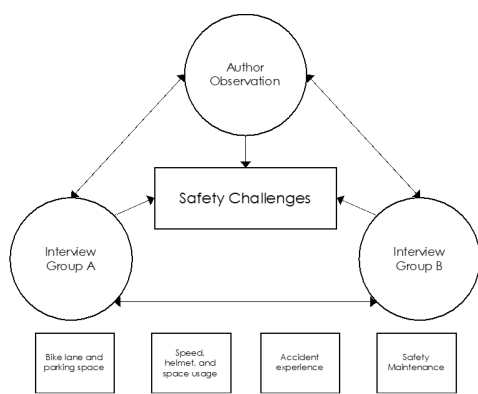 Author
Observation
Safety Challenges
Interview
Group A
Interview
Group B
Bike lane and
parking space
Speed,
helmet, and
space usage
Accident
experience
Safety
Maintenance